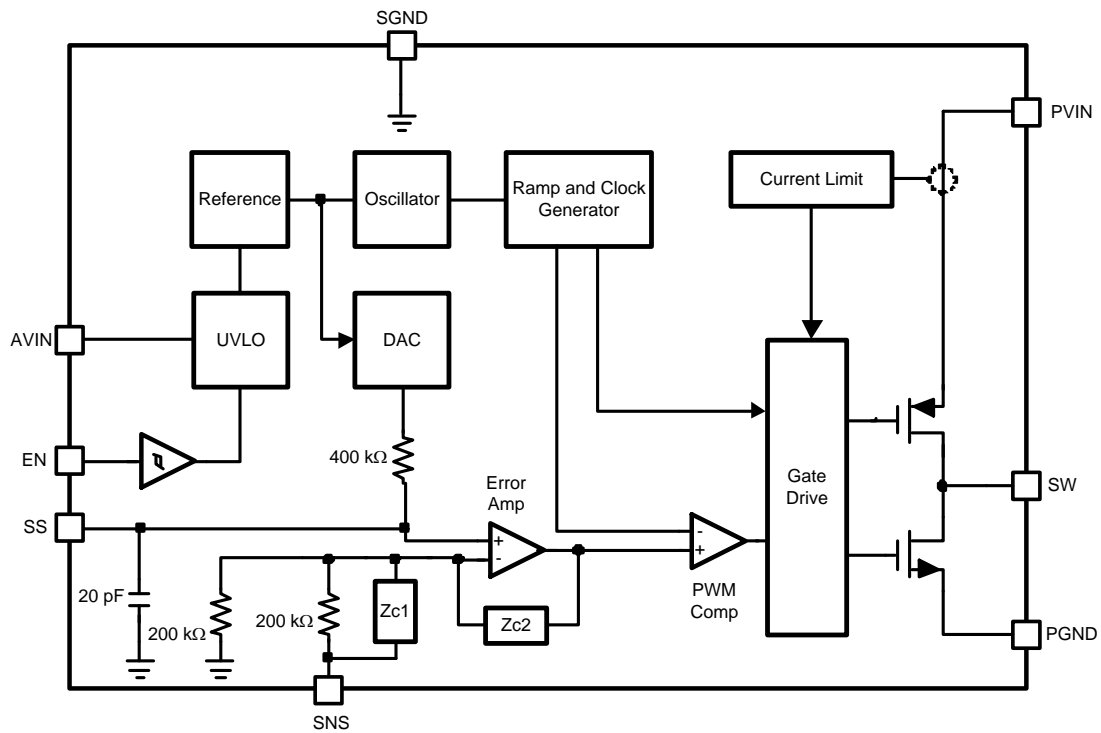 SGND
PVIN
Reference
Oscillator
Ramp and Clock
Generator
Current Limit
AVIN
UVLO
DAC
EN
400 kΩ
Error
Amp
Gate
Drive
SW
SS
+
-
-
+
PWM
Comp
20 pF
200 kΩ
200 kΩ
Zc1
Zc2
PGND
SNS